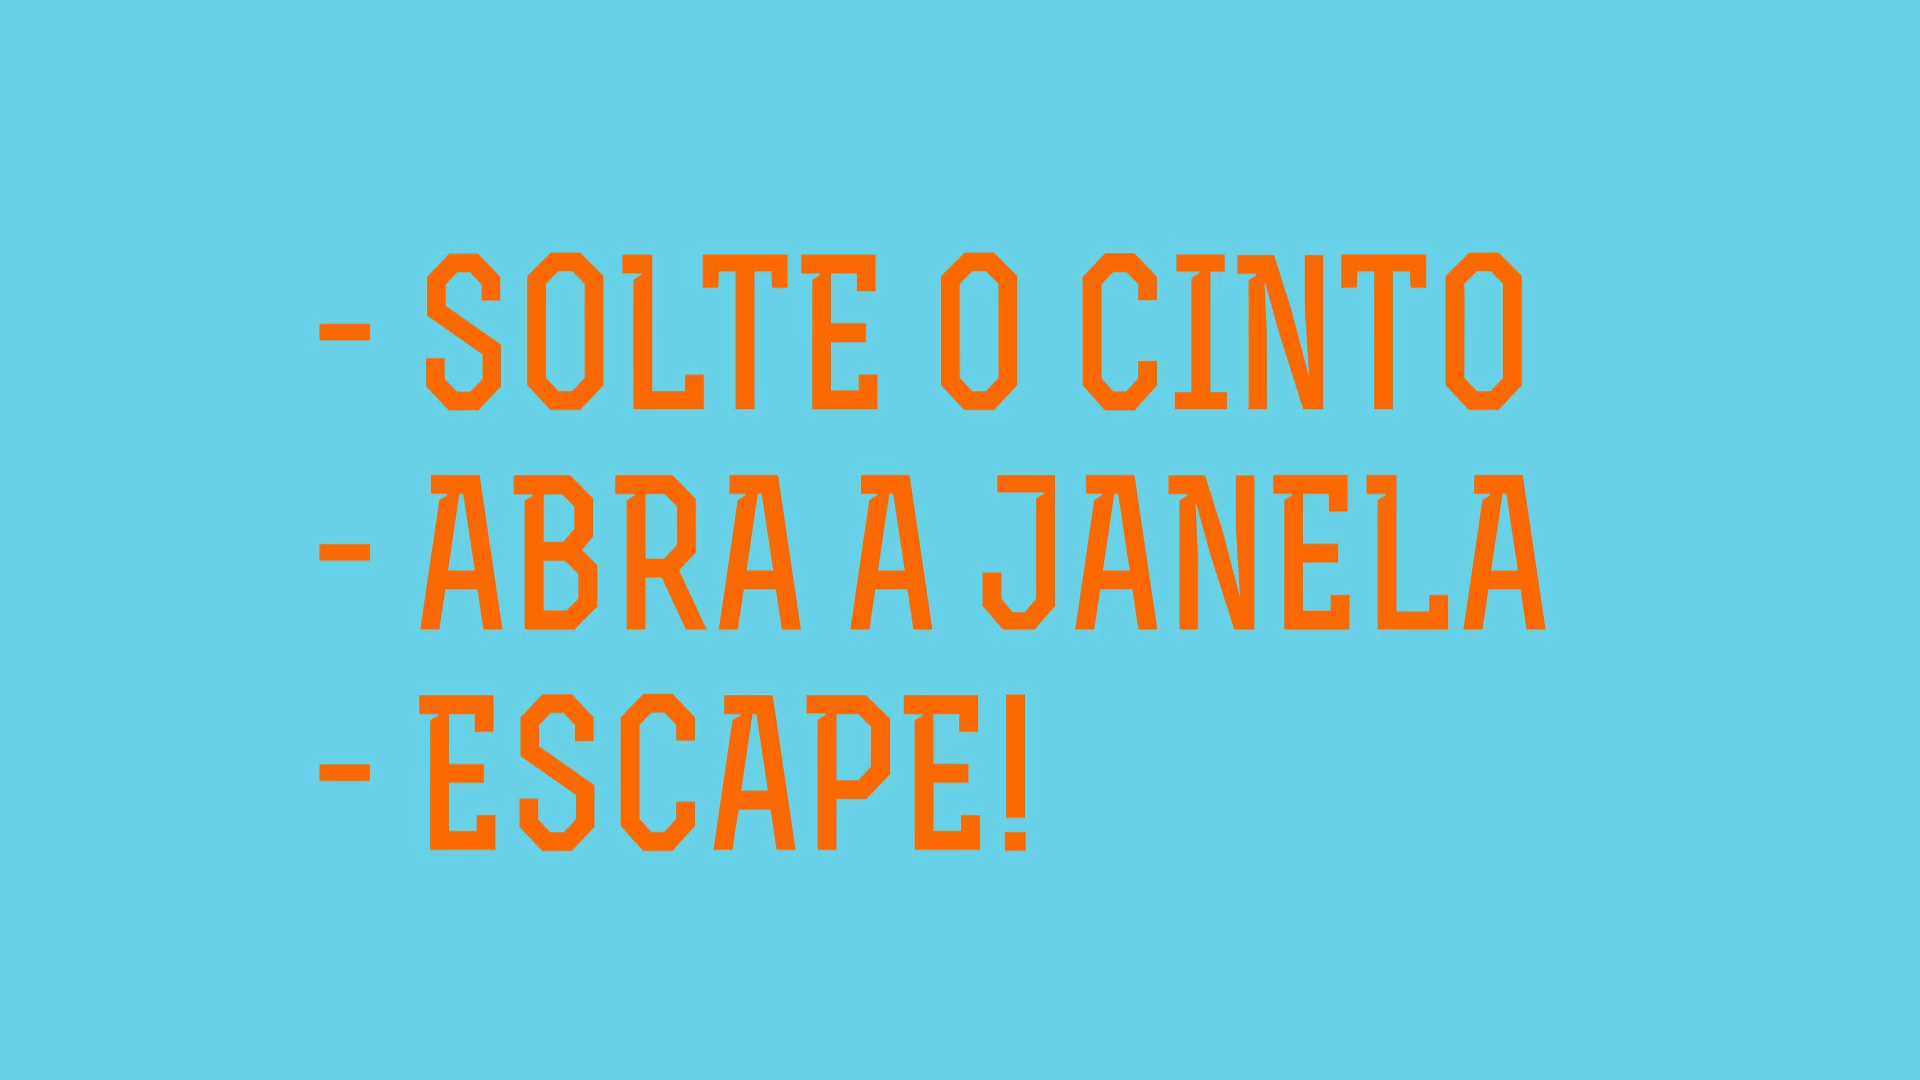 - SOLTE O CINTO
- ABRA A JANELA
- ESCAPE!